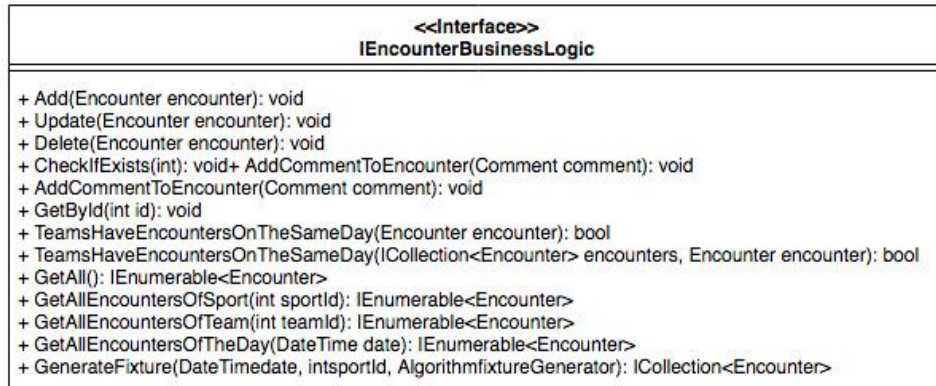 <<Interface>>
IEncounterBusinessLogic
+ Add(Encounter encounter): void
+ Update(Encounter encounter): void
+ Delete(Encounter encounter): void
+ CheckIfExists(int): void+ AddCommentToEncounter(Comment comment): void
+ AddCommentToEncounter(Comment comment): void
+ GetById(int id): void
+ TeamsHaveEncountersOnTheSameDay(Encounter encounter): bool
+ TeamsHaveEncountersOnTheSameDay(ICollection<Encounter> encounters, Encounter encounter): bool
+ GetAll(): IEnumerable<Encounter>
+ GetAllEncountersOfSport(int sportId): IEnumerable<Encounter>
+ GetAllEncountersOfTeam(int teamId): IEnumerable<Encounter>
+ GetAllEncountersOfTheDay(DateTime date): IEnumerable<Encounter>
+ GenerateFixture(DateTimedate, intsportId, AlgorithmfixtureGenerator): ICollection<Encounter>